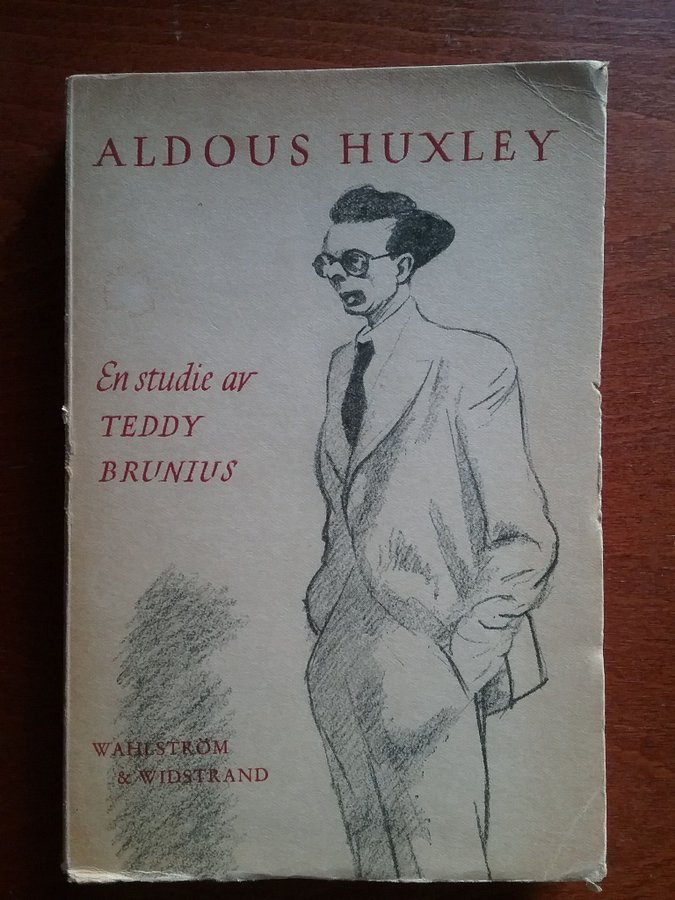 ALDOUS HUXLEY
En studie av
TEDDY
BRUNIUS
WAHLSTRÖM
& WIDSTRAND